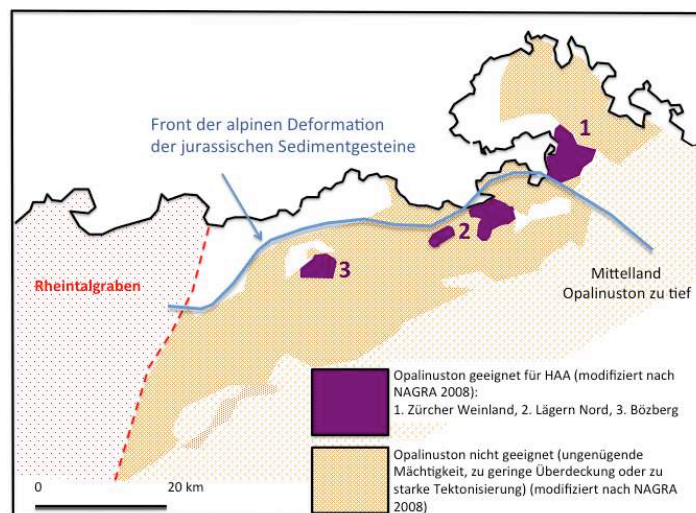 Front der alpinen Deformation
der jurassischen Sedimentgesteine
1
2
3
Rheintalgraben
Mittelland
Opalinuston zu tief
Opalinuston geeignet für HAA (modifiziert nach
NAGRA 2008):
1. Zürcher Weinland, 2. Lägern Nord, 3. Bözberg
Opalinuston nicht geeignet (ungenügende
Mächtigkeit, zu geringe Überdeckung oder zu
starke Tektonisierung) (modifiziert nach NAGRA
2008)
0 20 km